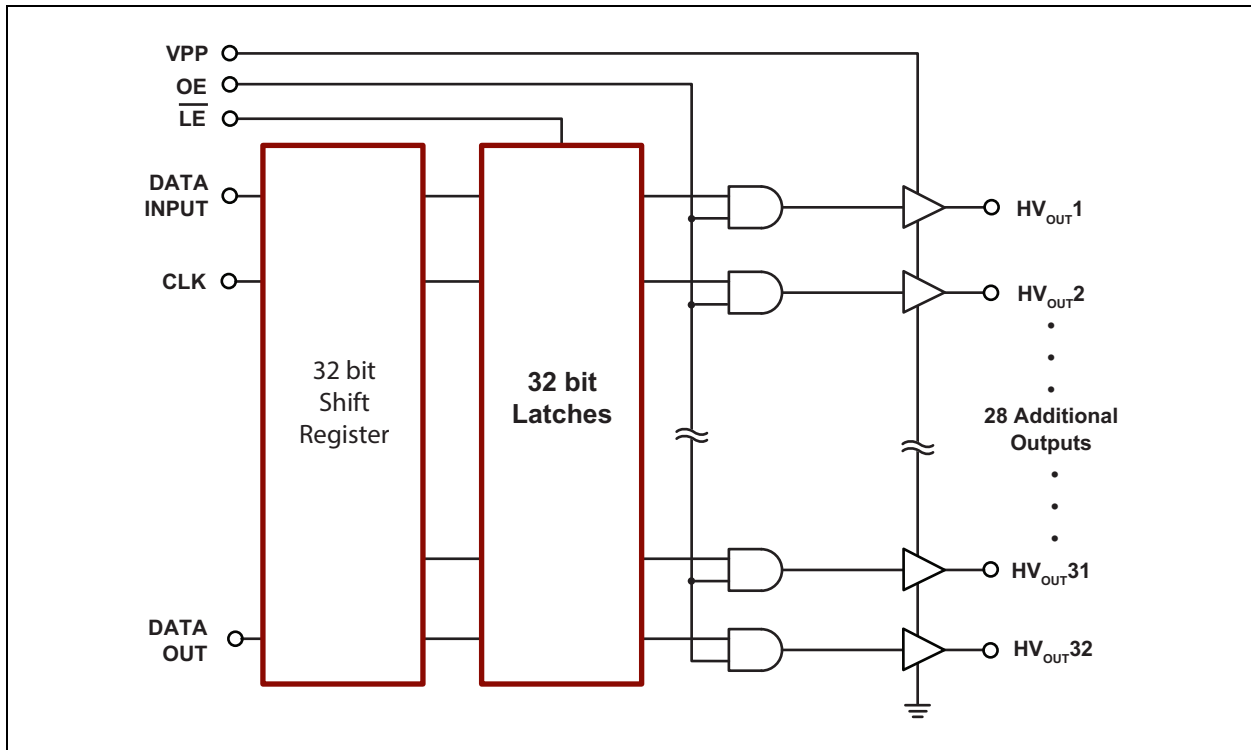 VPP
OE
L̅E̅
DATA
INPUT
CLK
DATA
OUT
32 bit
Shift
Register
32 bit
Latches
HVOUT1
HVOUT2
28 Additional
Outputs
HVOUT31
HVOUT32